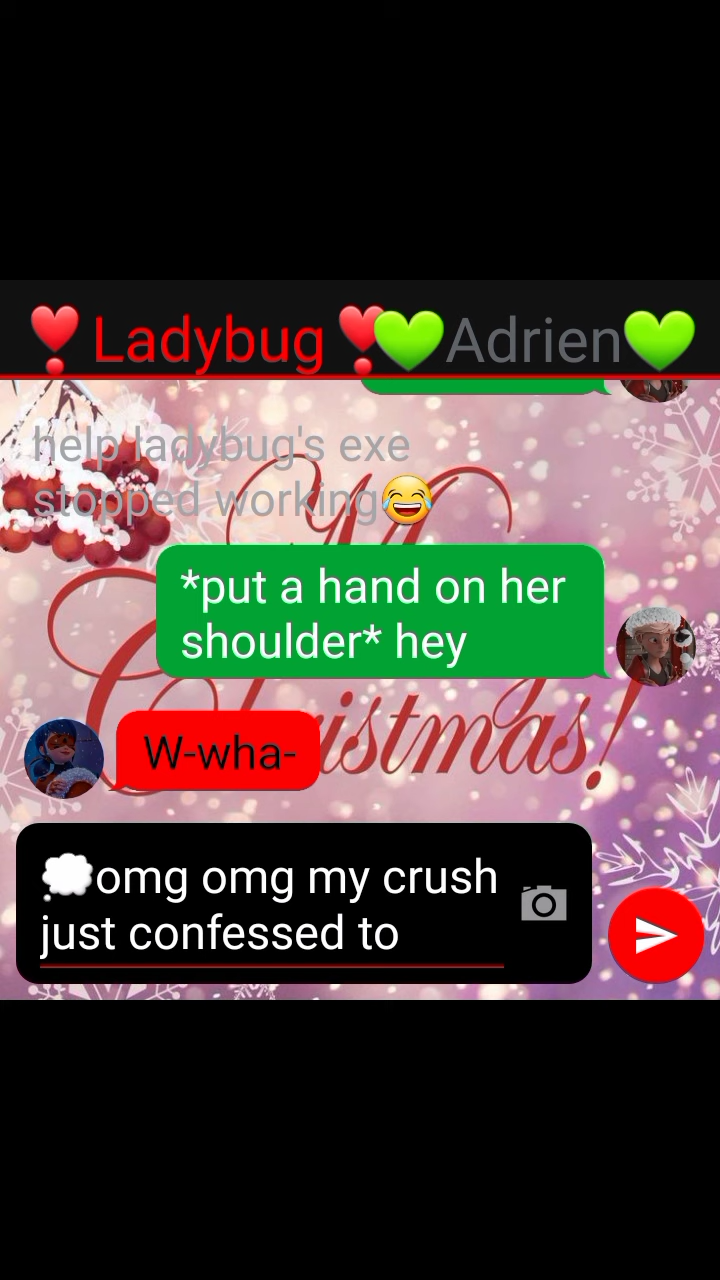 ❣Ladybug ❣💚Adrien💚
help ladybug's exe
stopped working😂
*put a hand on her
shoulder* hey
Christmas!
W-wha-
💭omg omg my crush
just confessed to